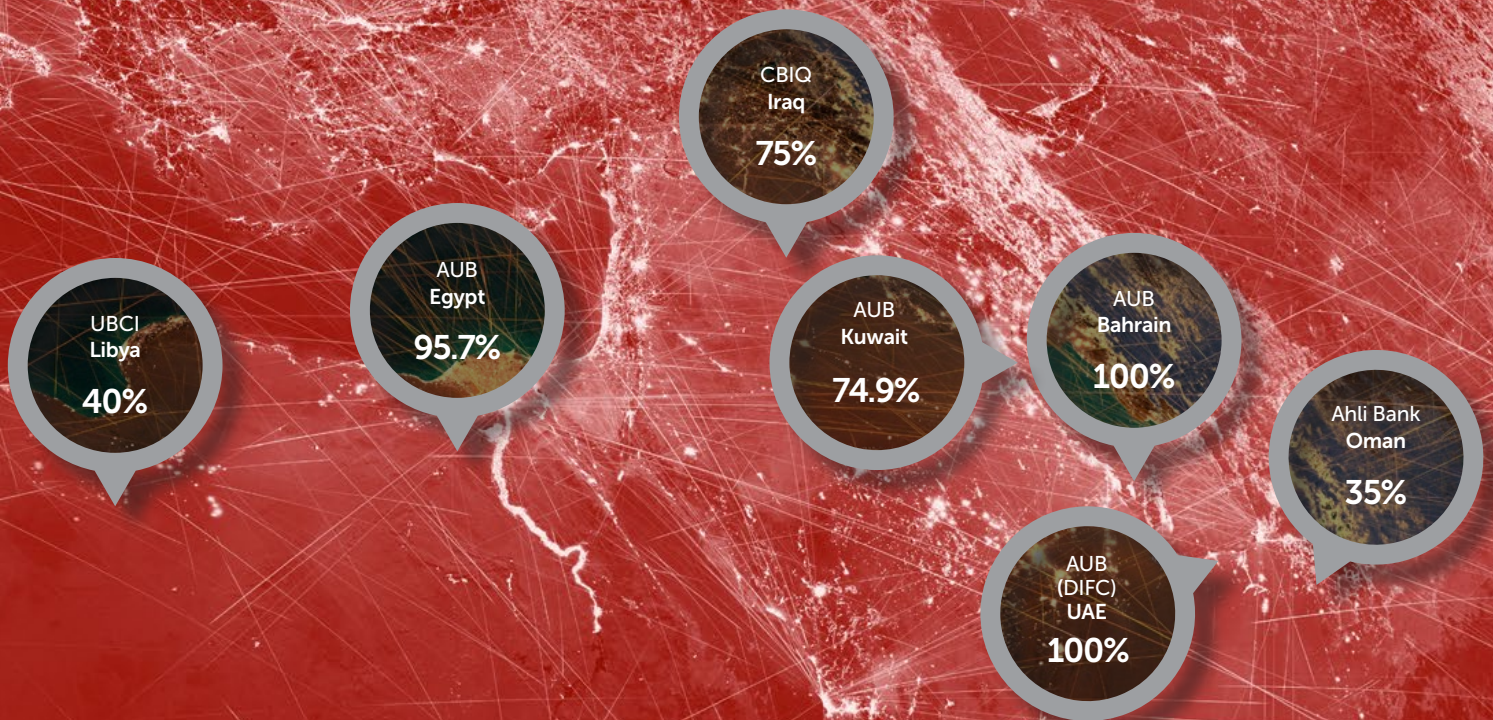 CBIQ
Iraq
75%
UBCI
Libya
40%
AUB
Egypt
95.7%
AUB
Kuwait
74.9%
AUB
Bahrain
100%
Ahli Bank
Oman
35%
AUB
(DIFC)
UAE
100%